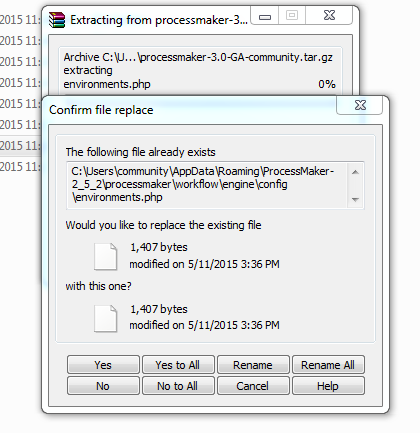 Extracting from processmaker-3...
2015 11:
2015 11:
2015 11:
2015 11:
2015 11:
2015 11:
2015 11:
2015 11:
Archive C:\U...\processmaker-3.0-GA-community.tar.gz
extracting
environments.php 0%
Confirm file replace
The following file already exists
C:\Users\community\AppData\Roaming\ProcessMaker-
2_5_2\processmaker\workflow\engine\config
\environments.php
Would you like to replace the existing file
1,407 bytes
modified on 5/11/2015 3:36 PM
with this one?
1,407 bytes
modified on 5/11/2015 3:36 PM
Yes Yes to All Rename Rename All
No No to All Cancel Help